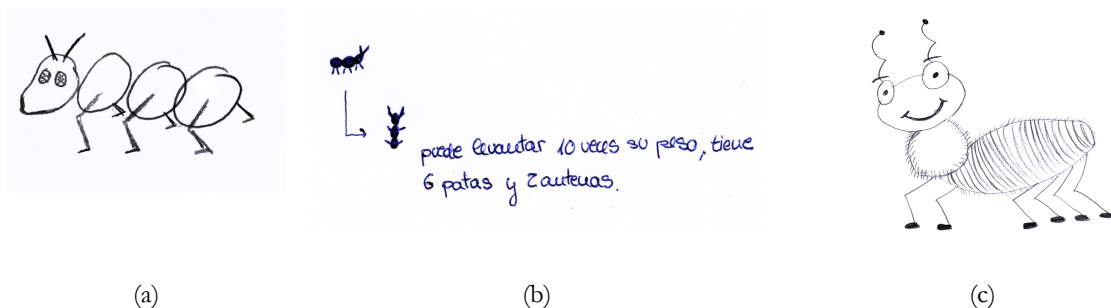 puede levantar 10 veces su peso, tiene
6 patas y 2 antenas.
(a)
(b)
(c)